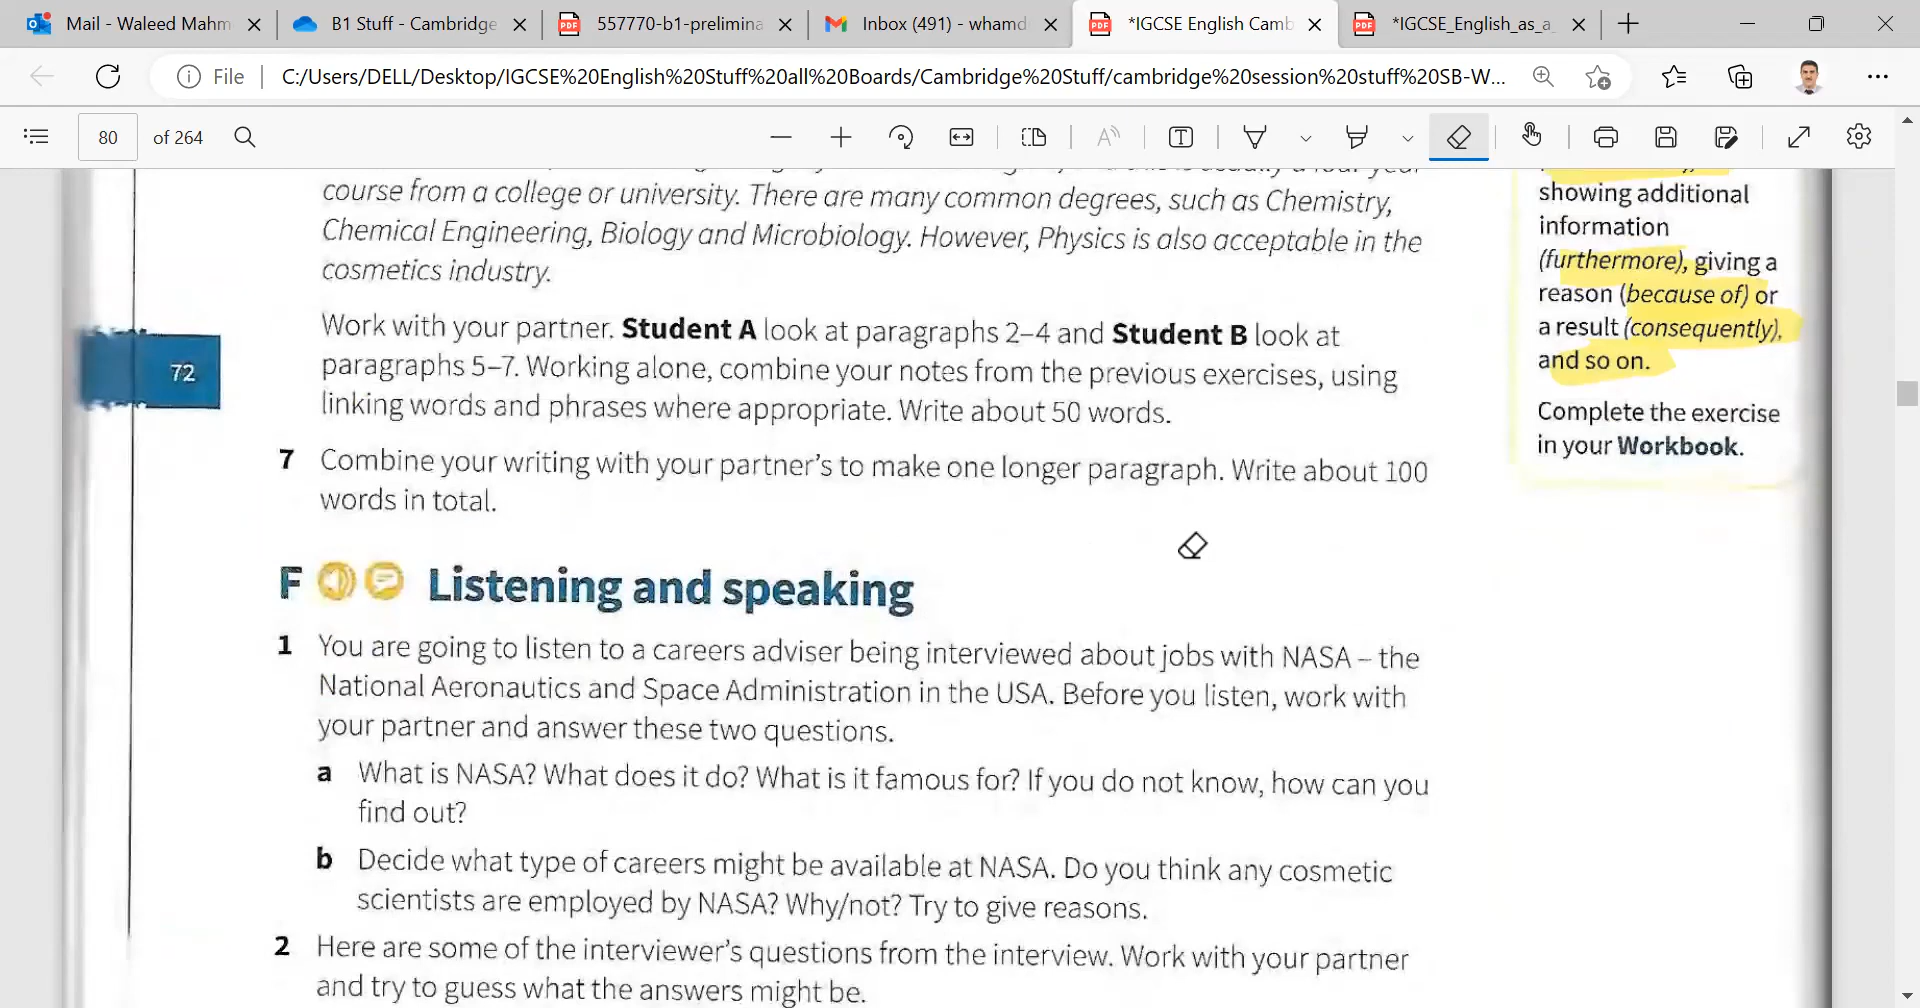 Mail - Waleed Mahm
B1 Stuff - Cambridge
557770-b1-prelimina
Inbox (491) - whamd
*IGSCE English Camb
*IGCSE_English_as_a_
File
C:/Users/DELL/Desktop/IGCSE%20English%20Stuff%20all%20Boards/Cambridge%20Stuff/cambridge%20session%20stuff%20SB-W...
80 of 264
course from a college or university. There are many common degrees, such as Chemistry,
Chemical Engineering, Biology and Microbiology. However, Physics is also acceptable in the
cosmetics industry.
Work with your partner. Student A look at paragraphs 2–4 and Student B look at
paragraphs 5–7. Working alone, combine your notes from the previous exercises, using
linking words and phrases where appropriate. Write about 50 words.
72
7 Combine your writing with your partner's to make one longer paragraph. Write about 100
words in total.
F Listening and speaking
1 You are going to listen to a careers adviser being interviewed about jobs with NASA – the
National Aeronautics and Space Administration in the USA. Before you listen, work with
your partner and answer these two questions.
a What is NASA? What does it do? What is it famous for? If you do not know, how can you
find out?
b Decide what type of careers might be available at NASA. Do you think any cosmetic
scientists are employed by NASA? Why/not? Try to give reasons.
2 Here are some of the interviewer's questions from the interview. Work with your partner
and try to guess what the answers might be.
showing additional
information
(furthermore), giving a
reason (because of) or
a result (consequently),
and so on.
Complete the exercise
in your Workbook.